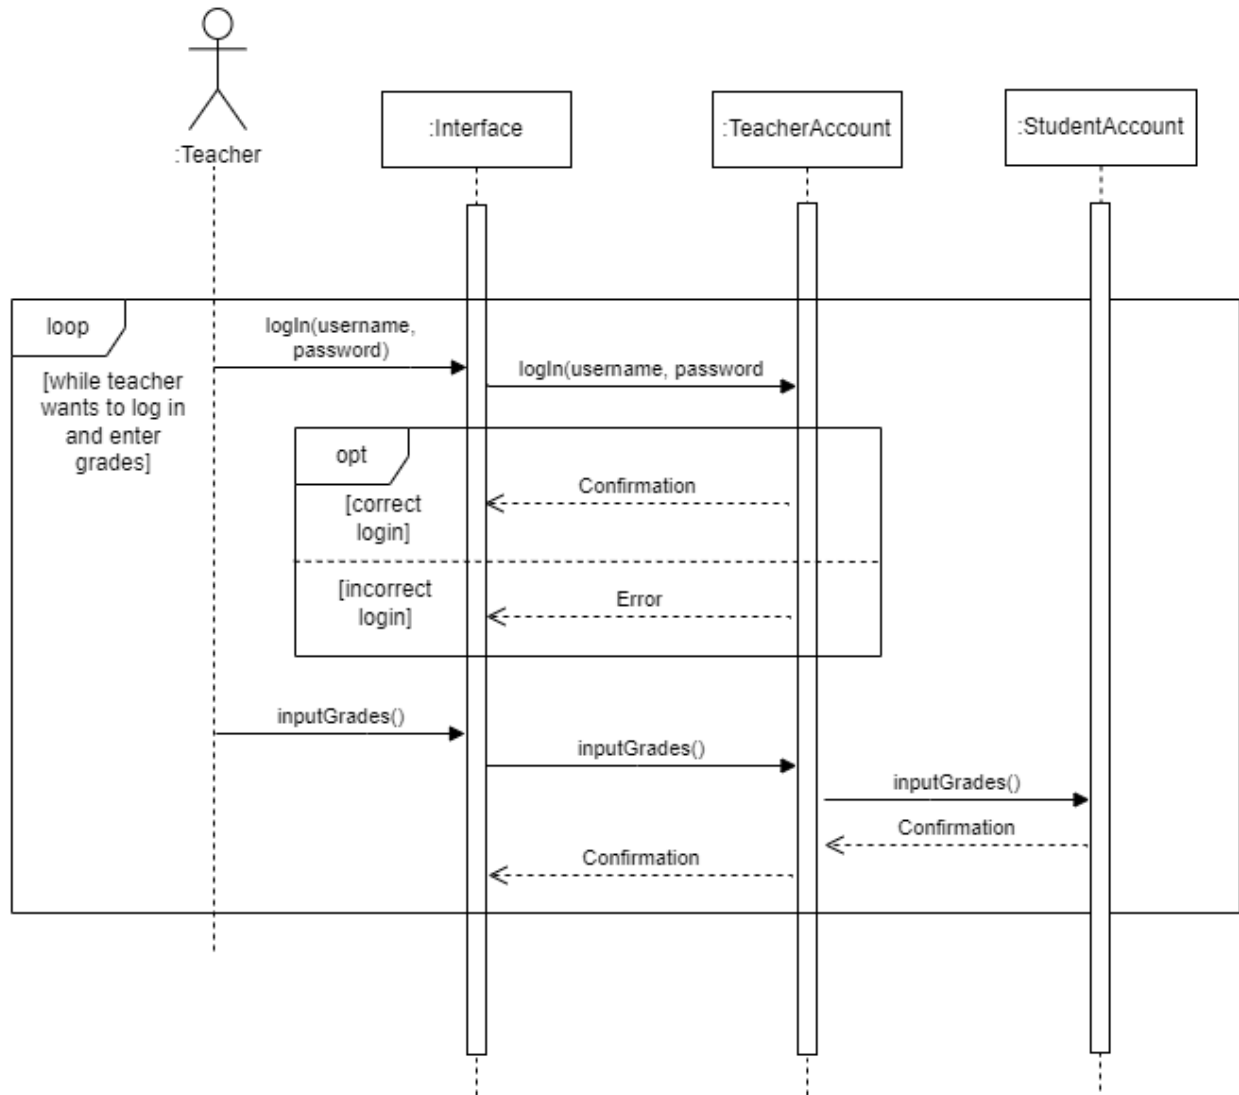 :Teacher
:Interface
:TeacherAccount
:StudentAccount
loop
[while teacher
wants to log in
and enter
grades]
logIn(username,
password)
logIn(username, password
opt
[correct
login]
Confirmation
[incorrect
login]
Error
inputGrades()
inputGrades()
inputGrades()
Confirmation
Confirmation